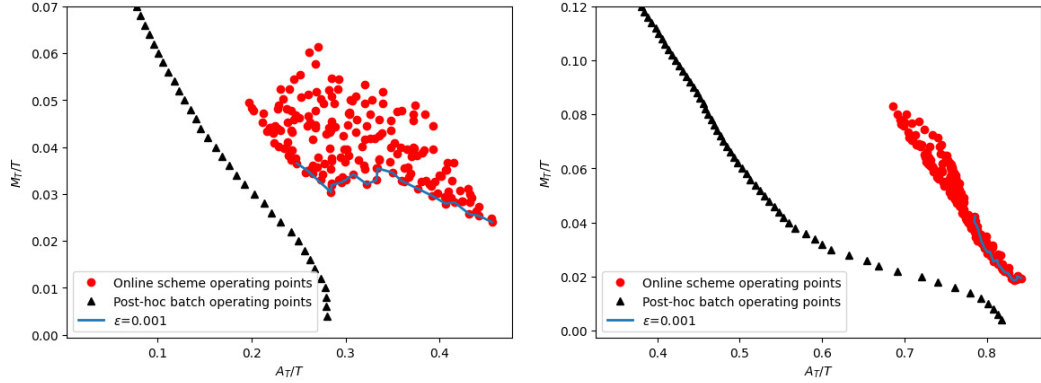 0.07
0.06
0.05
0.04
0.03
0.02
0.01
0.00
M_T/T
Online scheme operating points
Post-hoc batch operating points
ε=0.001
0.1 0.2 0.3 0.4
A_T/T
0.12
0.10
0.08
0.06
0.04
0.02
0.00
M_T/T
Online scheme operating points
Post-hoc batch operating points
ε=0.001
0.4 0.5 0.6 0.7 0.8
A_T/T